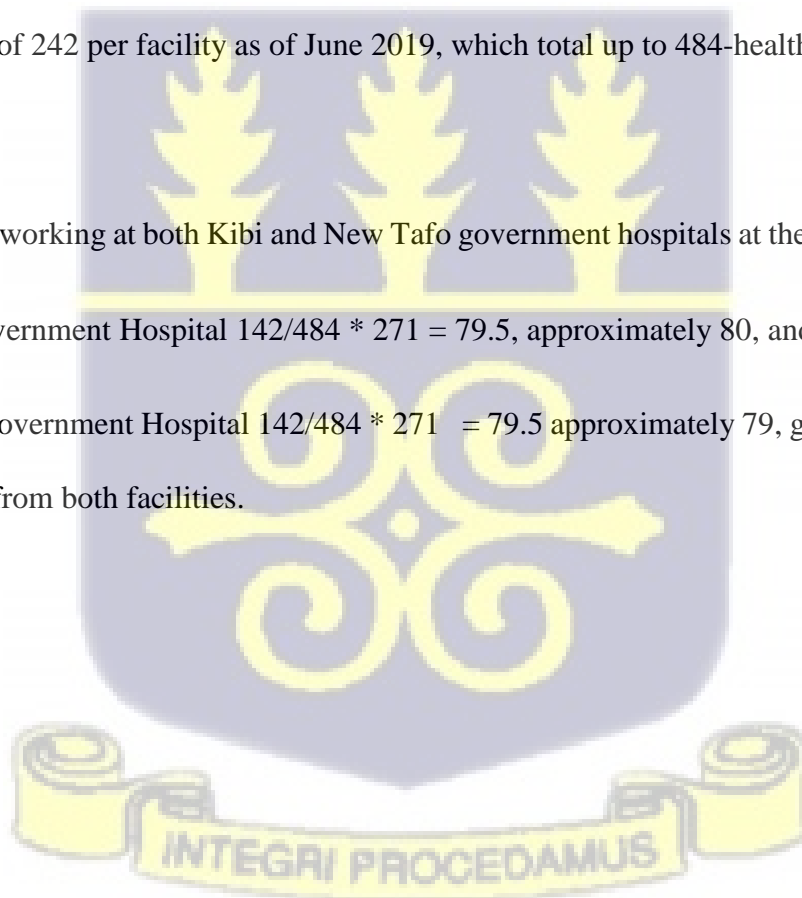 of 242 per facility as of June 2019, which total up to 484-health
working at both Kibi and New Tafo government hospitals at the
vernment Hospital 142/484 * 271 = 79.5, approximately 80, and
overnment Hospital 142/484 * 271 = 79.5 approximately 79, g
from both facilities.
INTEGRI PROCEDAMUS